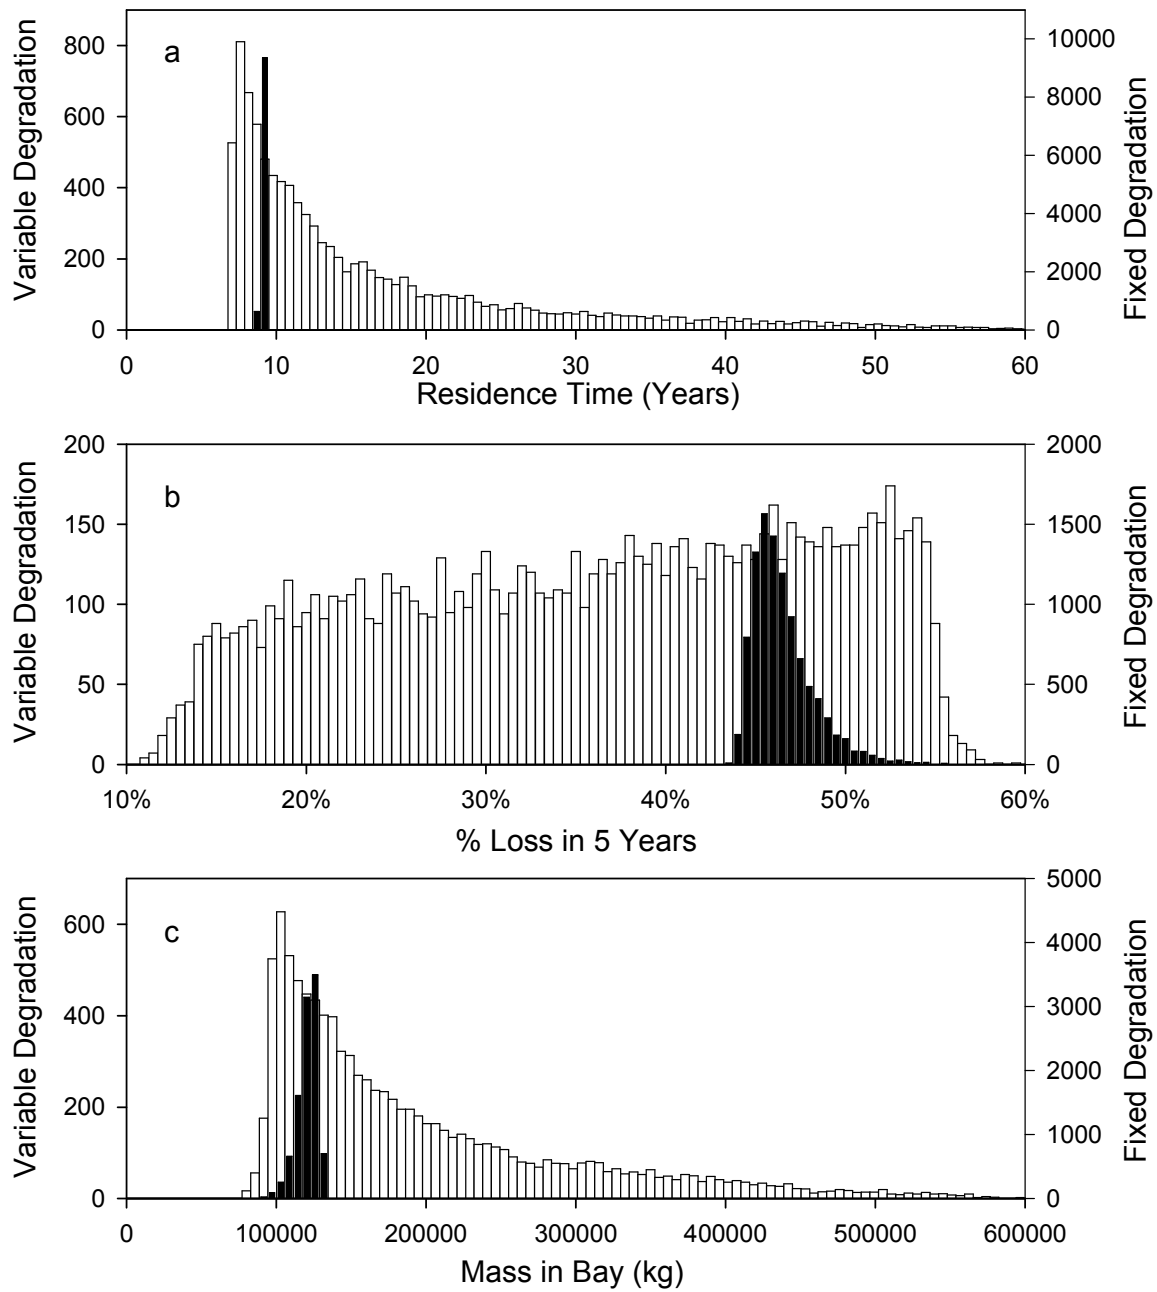 a
Variable Degradation
800
600
400
200
0
10000
8000
6000
4000
2000
0
Fixed Degradation
0 10 20 30 40 50 60
Residence Time (Years)
b
Variable Degradation
200
150
100
50
0
2000
1500
1000
500
0
Fixed Degradation
10% 20% 30% 40% 50% 60%
% Loss in 5 Years
c
Variable Degradation
600
400
200
0
5000
4000
3000
2000
1000
0
Fixed Degradation
0 100000 200000 300000 400000 500000 600000
Mass in Bay (kg)